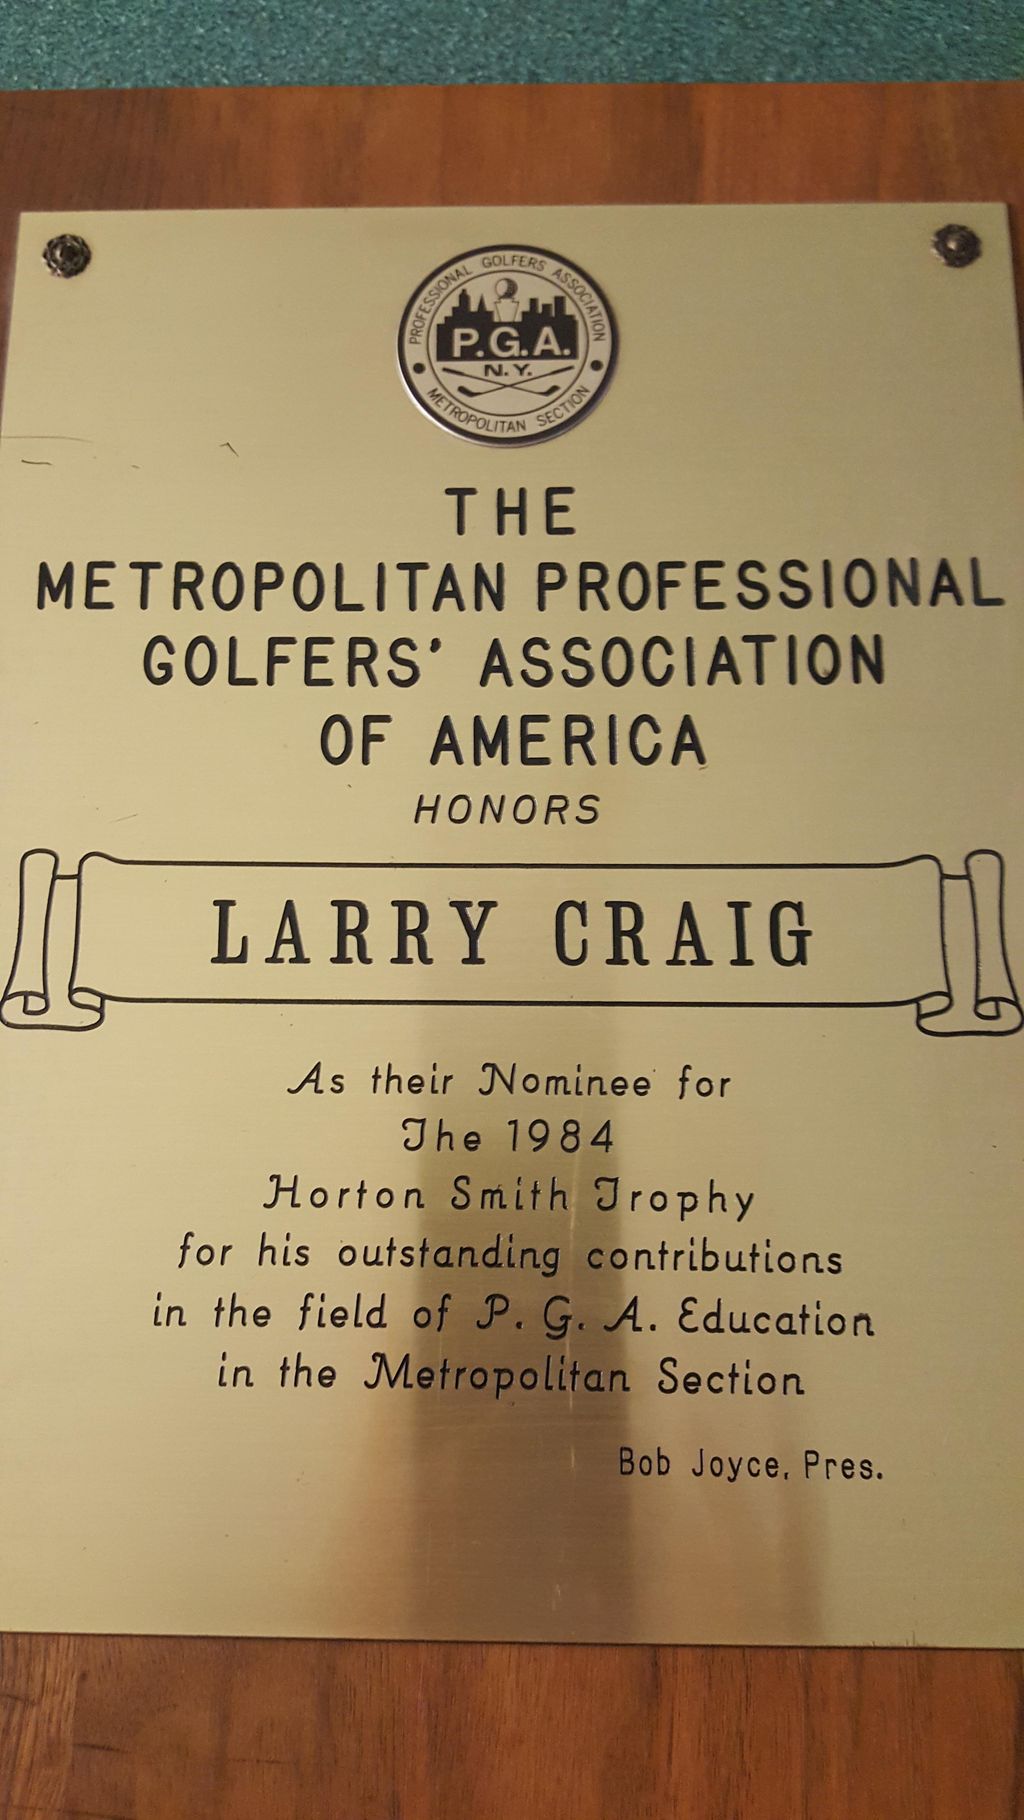 PROFESSIONAL GOLFERS ASSOCIATION
P.G.A.
N.Y.
METROPOLITAN SECTION
THE
METROPOLITAN PROFESSIONAL
GOLFERS' ASSOCIATION
OF AMERICA
HONORS
LARRY CRAIG
As their Nominee for
The 1984
Horton Smith Trophy
for his outstanding contributions
in the field of P. G. A. Education
in the Metropolitan Section
Bob Joyce, Pres.